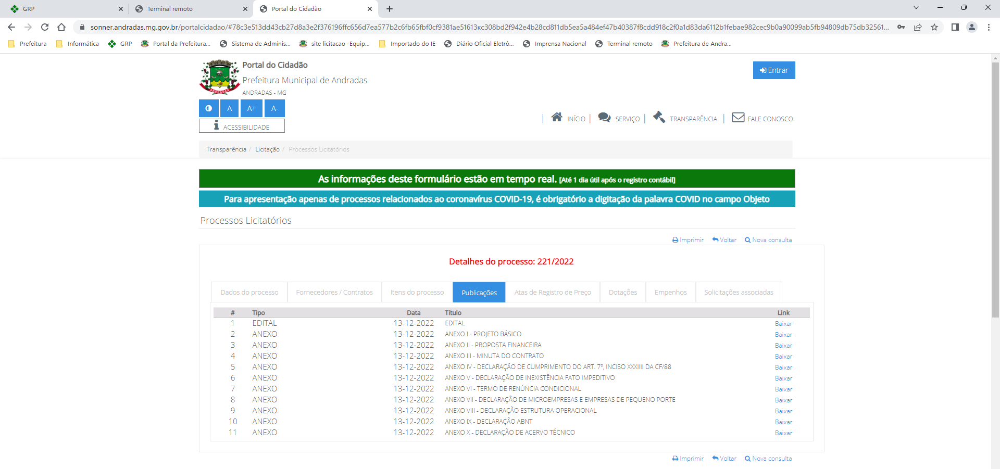 GRP
Terminal remoto
Portal do Cidadão
sonner.andradas.mg.gov.br/portalcidadao/#78c3e513dd43cb27d8a3e2f376196ffc656d7ea577b2c6fb65fbf0cf9381ae51613kc308bd2f942e4b28cd811db5ea5a484ef47b40387f8cdd918c2f0a1d83da6112b1febae982cec9b0a90099ab5fb94809db75db32561...
Prefeitura
Informática
GRP
Portal da Prefeitura...
Sistema de Adminis...
site licitacao -Equip...
Importado do IE
Diário Oficial Eletrô...
Imprensa Nacional
Terminal remoto
Prefeitura de Andra...
Portal do Cidadão
Prefeitura Municipal de Andradas
ANDRADAS - MG
ANDRADAS
Entrar
A A+ A-
ACESSIBILIDADE
INÍCIO | SERVIÇO | TRANSPARÊNCIA | FALE CONOSCO
Transparência / Licitação / Processos Licitatórios
As informações deste formulário estão em tempo real. [Até 1 dia útil após o registro contábil]
Para apresentação apenas de processos relacionados ao coronavírus COVID-19, é obrigatório a digitação da palavra COVID no campo Objeto
Processos Licitatórios
Imprimir Voltar Nova consulta
Detalhes do processo: 221/2022
Dados do processo Fornecedores / Contratos Itens do processo Publicações Atas de Registro de Preço Dotações Empenhos Solicitações associadas
# Tipo Data Título Link
1 EDITAL 13-12-2022 EDITAL Baixar
2 ANEXO 13-12-2022 ANEXO I - PROJETO BÁSICO Baixar
3 ANEXO 13-12-2022 ANEXO II - PROPOSTA FINANCEIRA Baixar
4 ANEXO 13-12-2022 ANEXO III - MINUTA DO CONTRATO Baixar
5 ANEXO 13-12-2022 ANEXO IV - DECLARAÇÃO DE CUMPRIMENTO DO ART. 7º, INCISO XXXIIII DA CF/88 Baixar
6 ANEXO 13-12-2022 ANEXO V - DECLARAÇÃO DE INEXISTÊNCIA FATO IMPEDITIVO Baixar
7 ANEXO 13-12-2022 ANEXO VI - TERMO DE RENÚNCIA CONDICIONAL Baixar
8 ANEXO 13-12-2022 ANEXO VII - DECLARAÇÃO DE MICROEMPRESAS E EMPRESAS DE PEQUENO PORTE Baixar
9 ANEXO 13-12-2022 ANEXO VIII - DECLARAÇÃO ESTRUTURA OPERACIONAL Baixar
10 ANEXO 13-12-2022 ANEXO IX - DECLARAÇÃO ABNT Baixar
11 ANEXO 13-12-2022 ANEXO X - DECLARAÇÃO DE ACERVO TÉCNICO Baixar
Imprimir Voltar Nova consulta